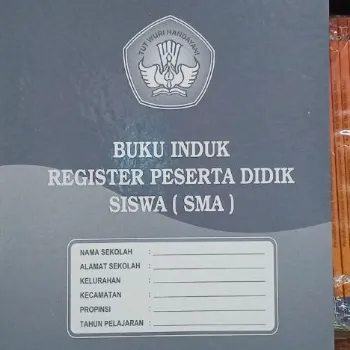 TUT WURI HANDAYANI
BUKU INDUK
REGISTER PESERTA DIDIK
SISWA ( SMA )
NAMA SEKOLAH :
ALAMAT SEKOLAH :
KELURAHAN :
KECAMATAN :
PROPINSI :
TAHUN PELAJARAN :